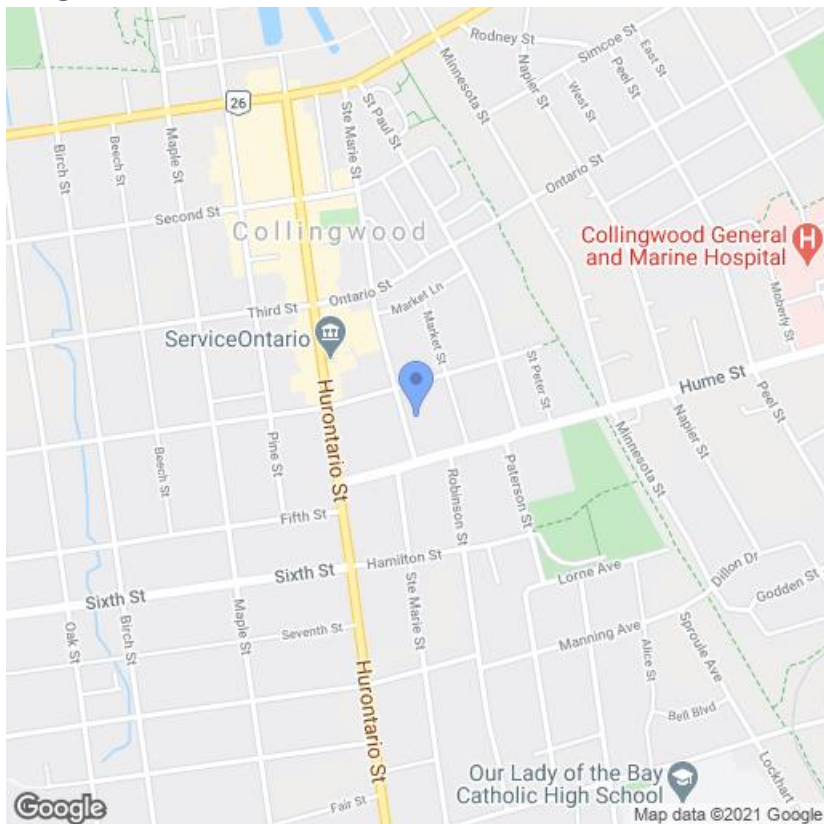 Rodney St
Simcoe St
East St
Napier St
Peel St
West St
Minnesota St
26
Ste Marie St
St Paul St
Birch St
Beech St
Maple St
Ontario St
Second St
Collingwood
Collingwood General
and Marine Hospital
H
Third St
Ontario St
Market Ln
Moberly St
ServiceOntario
Market St
St Peter St
Hume St
Hurontario St
Napier St
Peel St
Minnesota St
Beech St
Pine St
Paterson St
Robinson St
Fifth St
Hamilton St
Sixth St
Sixth St
Lorne Ave
Dillon Dr
Godden St
Ste Marie St
Maple St
Oak St
Birch St
Seventh St
Manning Ave
Alice St
Sproule Ave
Hurontario St
Bell Blvd
Lockhart
Our Lady of the Bay
Catholic High School
Fair St
Google
Map data ©2021 Google